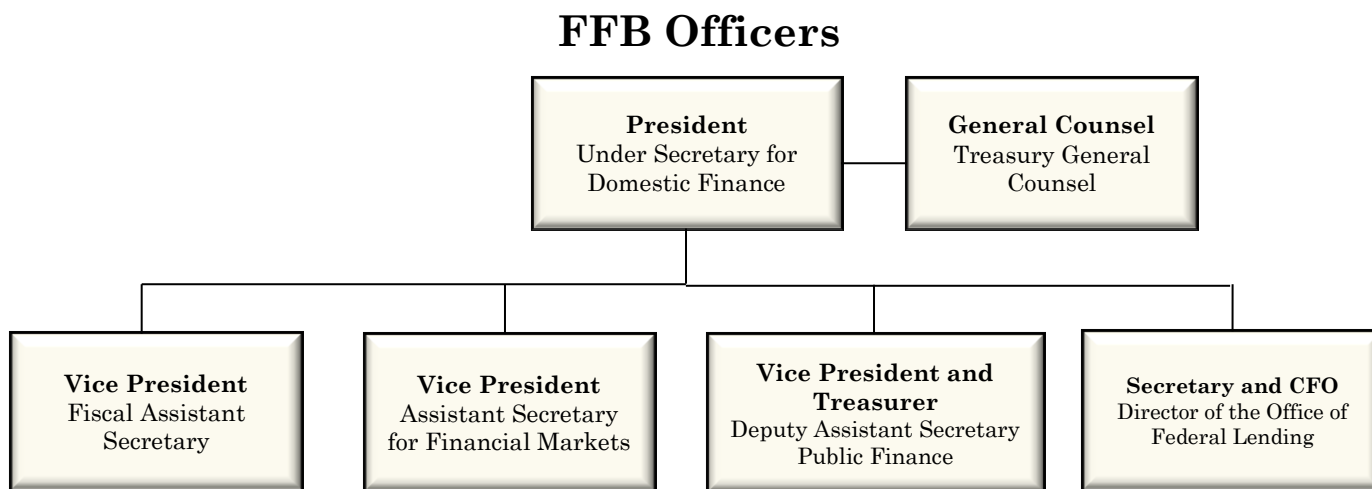 FFB Officers
President
Under Secretary for
Domestic Finance
General Counsel
Treasury General
Counsel
Vice President
Fiscal Assistant
Secretary
Vice President
Assistant Secretary
for Financial Markets
Vice President and
Treasurer
Deputy Assistant Secretary
Public Finance
Secretary and CFO
Director of the Office of
Federal Lending